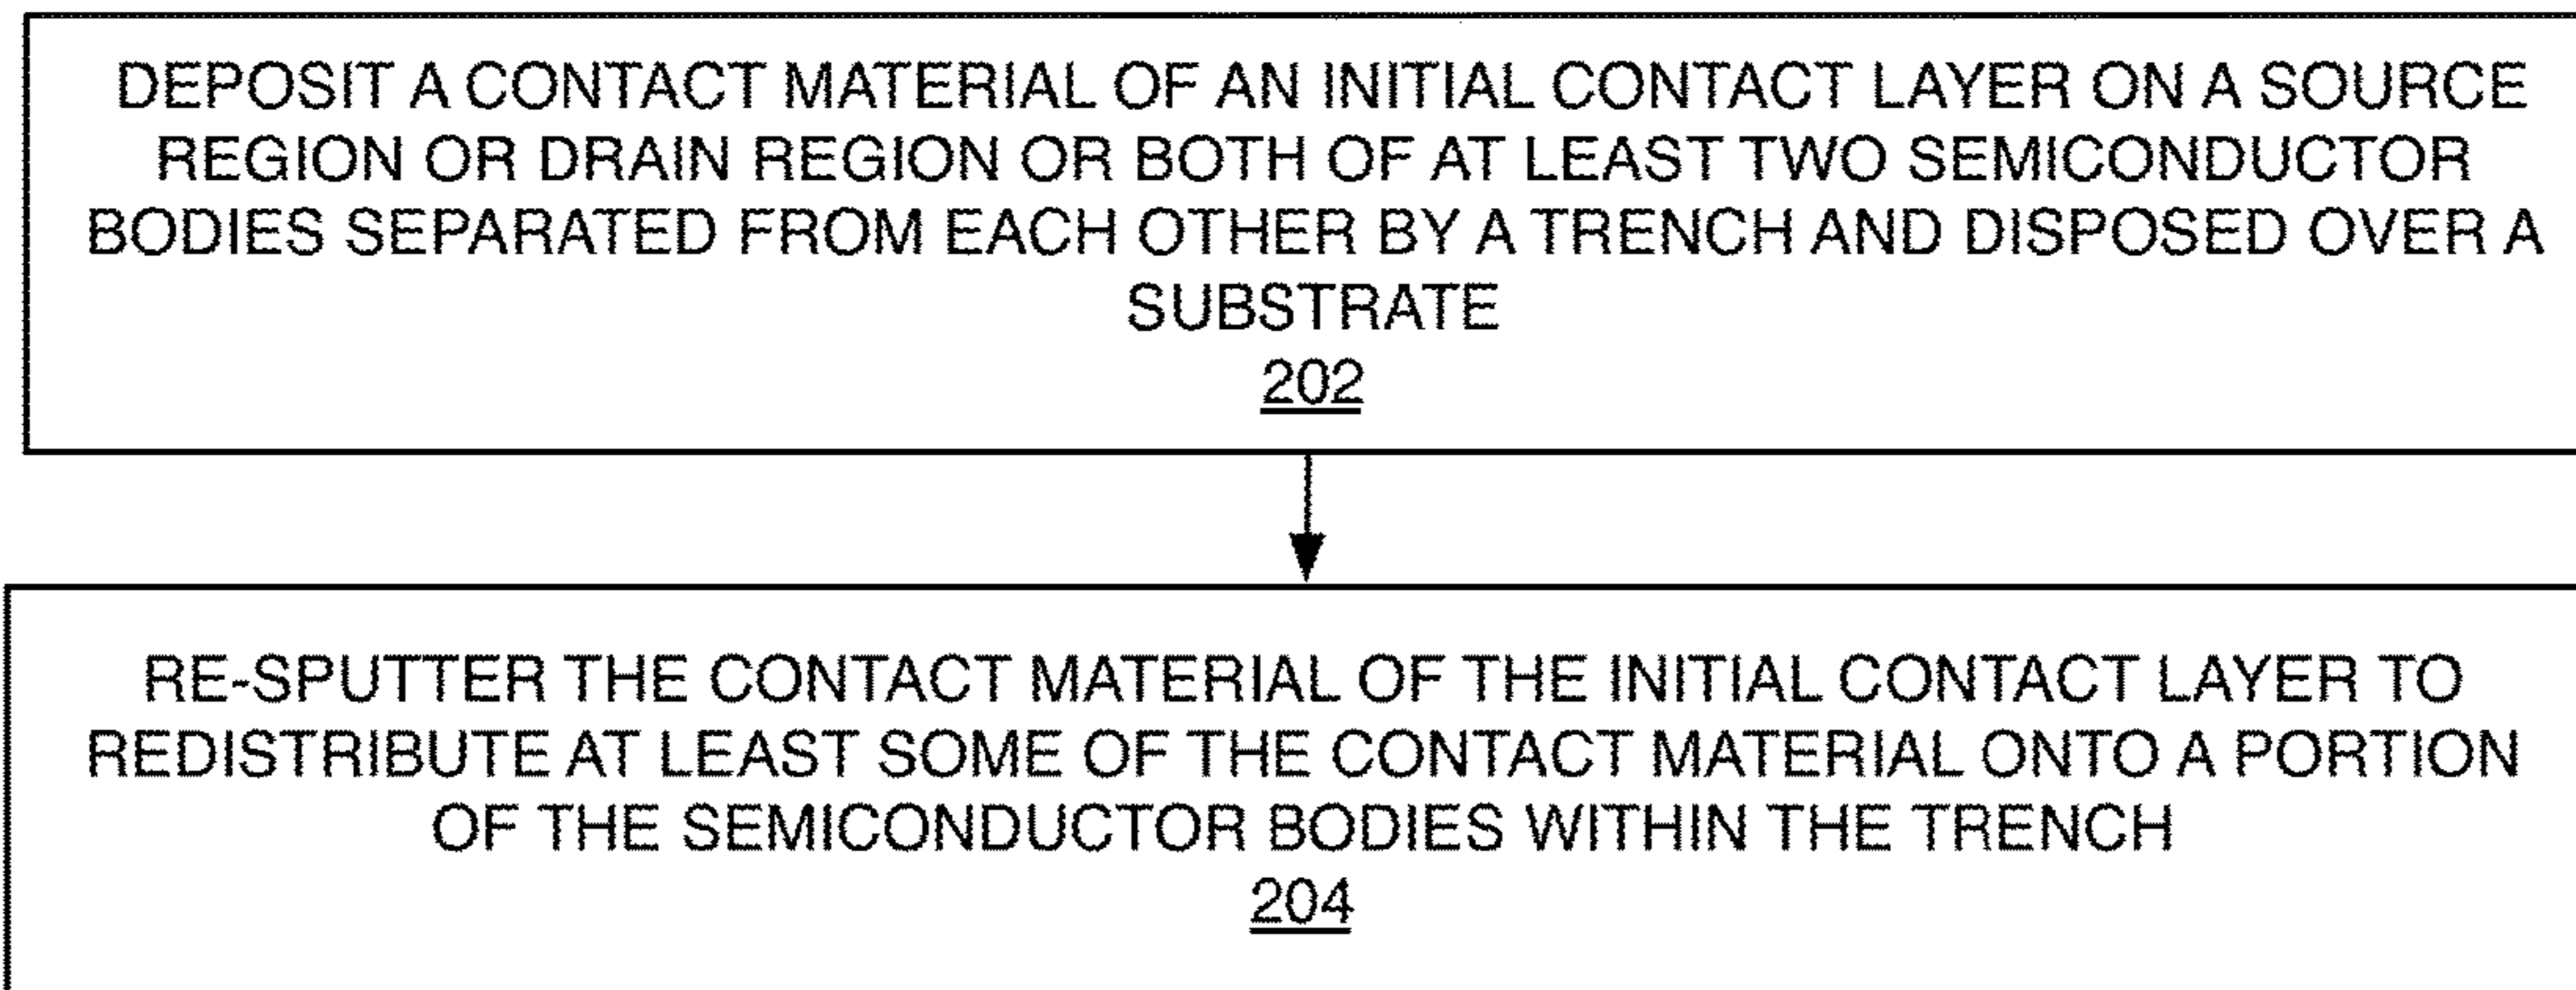 DEPOSIT A CONTACT MATERIAL OF AN INITIAL CONTACT LAYER ON A SOURCE
REGION OR DRAIN REGION OR BOTH OF AT LEAST TWO SEMICONDUCTOR
BODIES SEPARATED FROM EACH OTHER BY A TRENCH AND DISPOSED OVER A
SUBSTRATE
202
RE-SPUTTER THE CONTACT MATERIAL OF THE INITIAL CONTACT LAYER TO
REDISTRIBUTE AT LEAST SOME OF THE CONTACT MATERIAL ONTO A PORTION
OF THE SEMICONDUCTOR BODIES WITHIN THE TRENCH
204